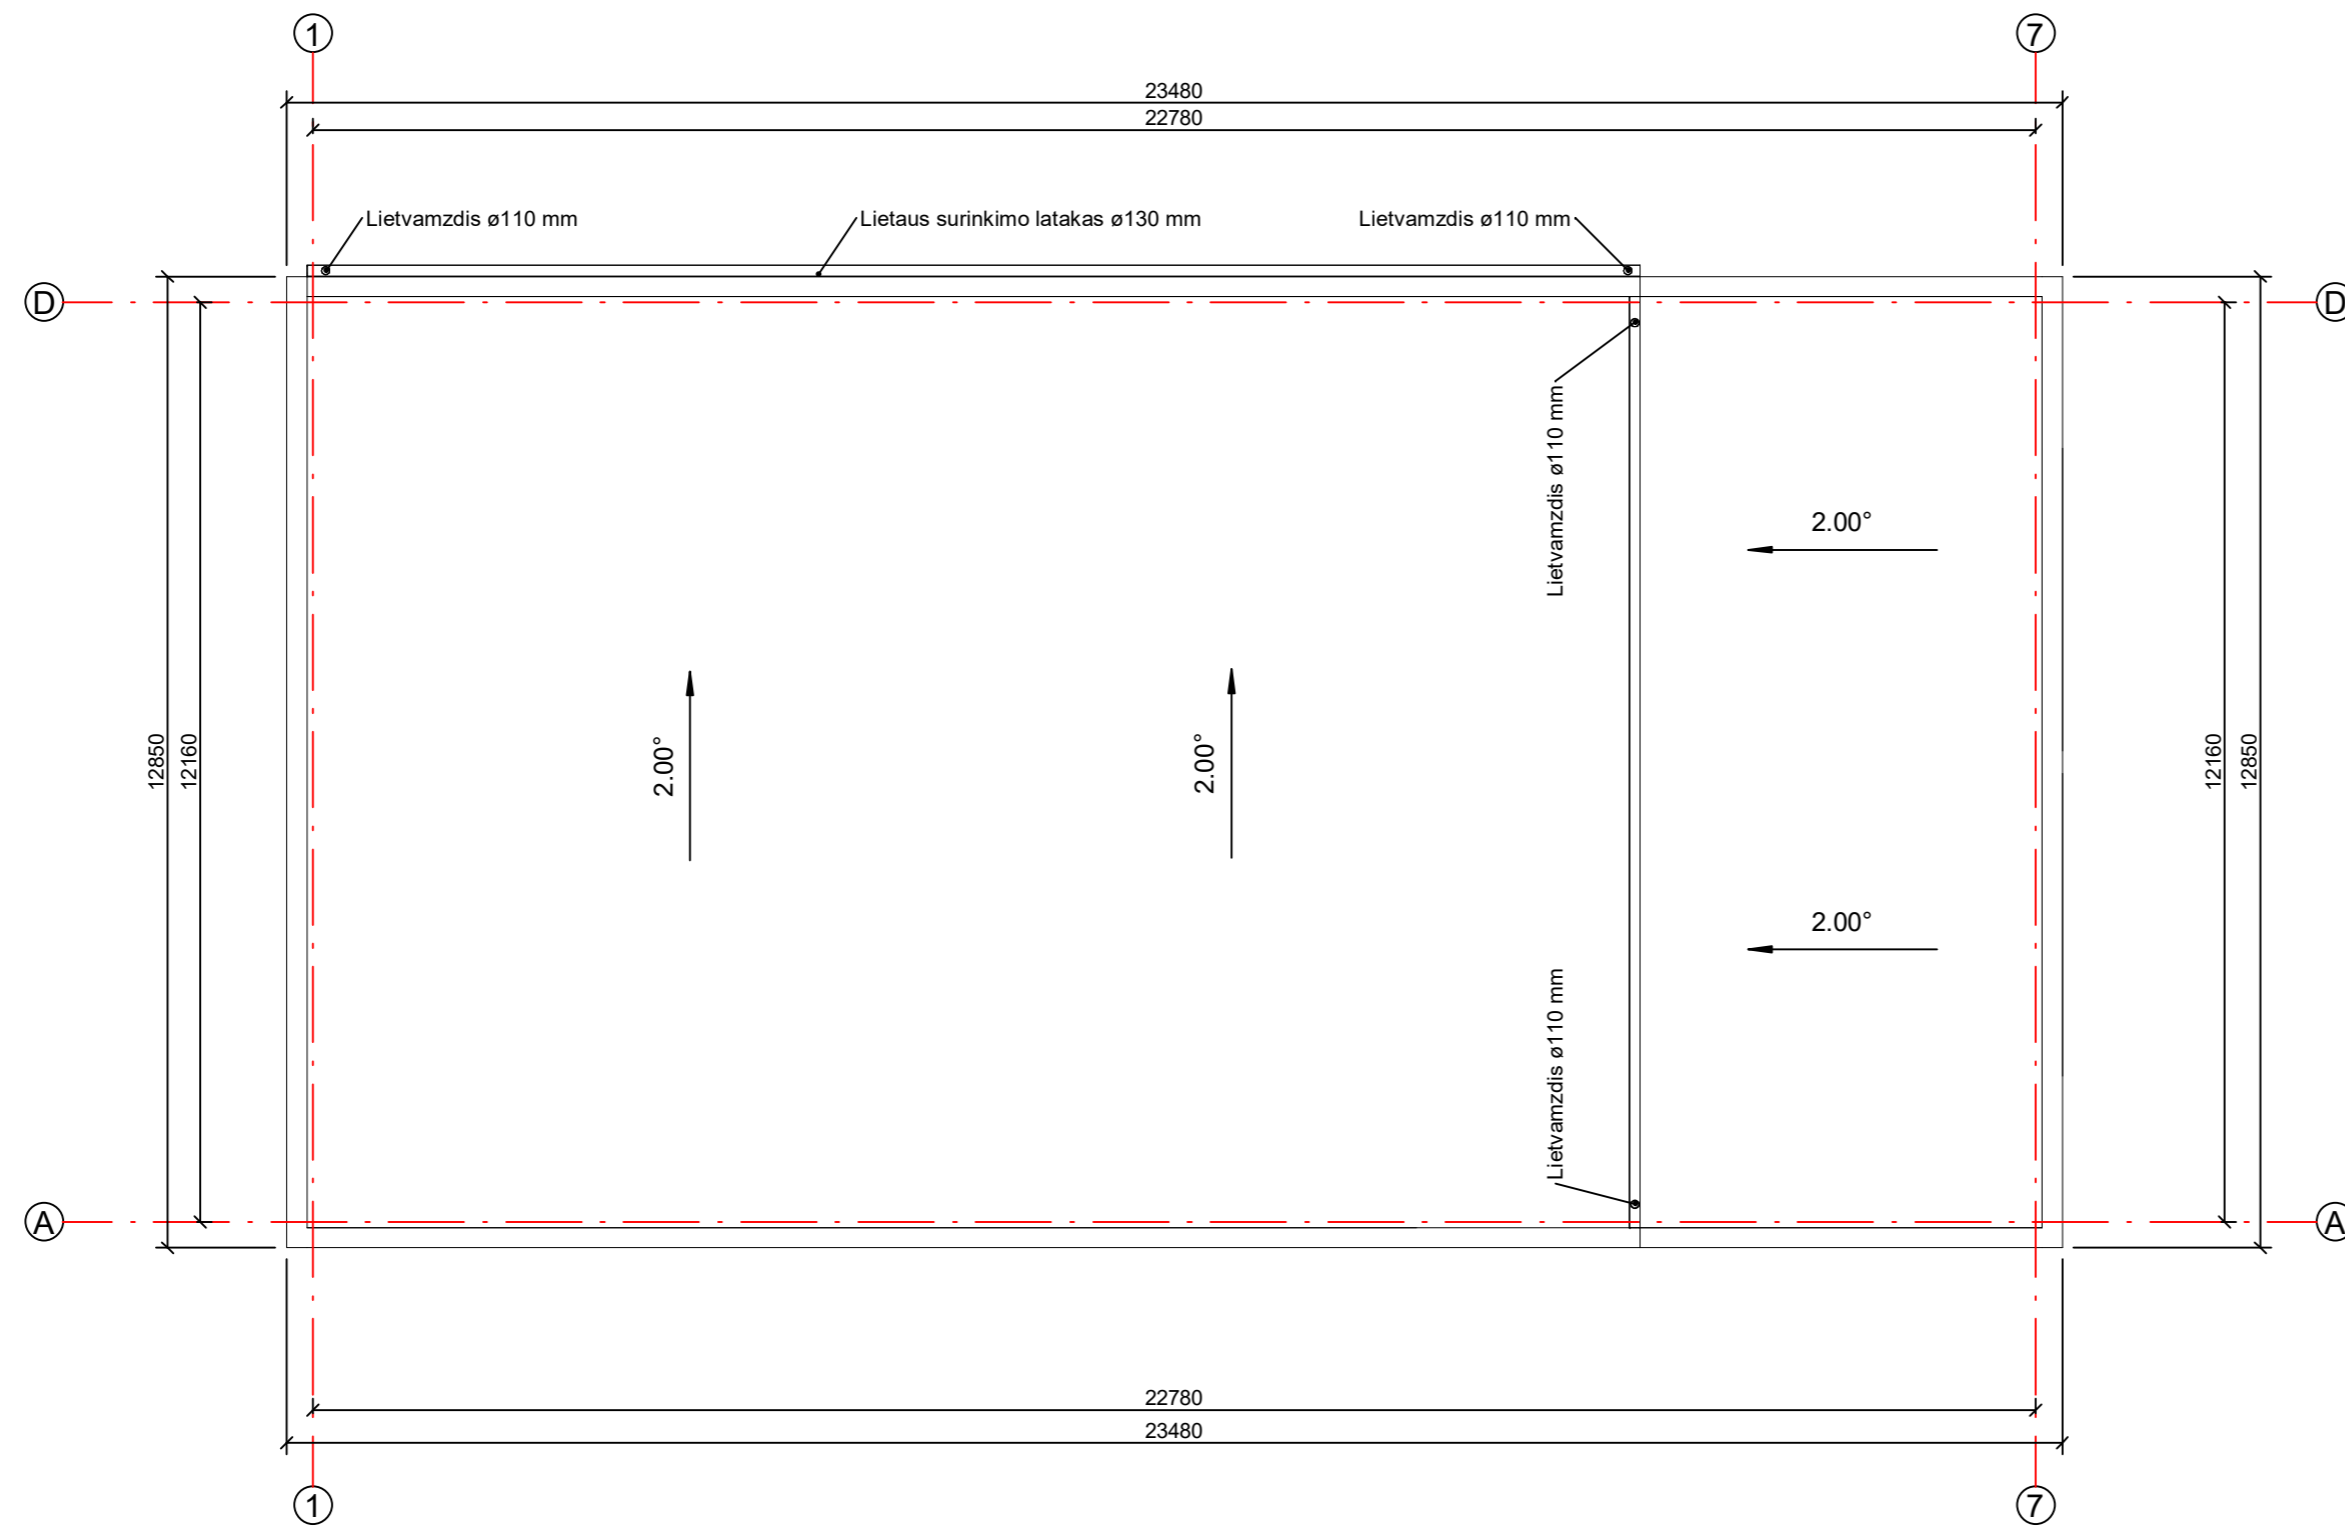 1
7
23480
22780
Lietvamzdis ø110 mm
Lietaus surinkimo latakas ø130 mm
Lietvamzdis ø110 mm
D
D
Lietvamzdis ø110 mm
2.00°
12850
12160
2.00°
2.00°
12160
12850
2.00°
Lietvamzdis ø110 mm
A
A
22780
23480
1
7